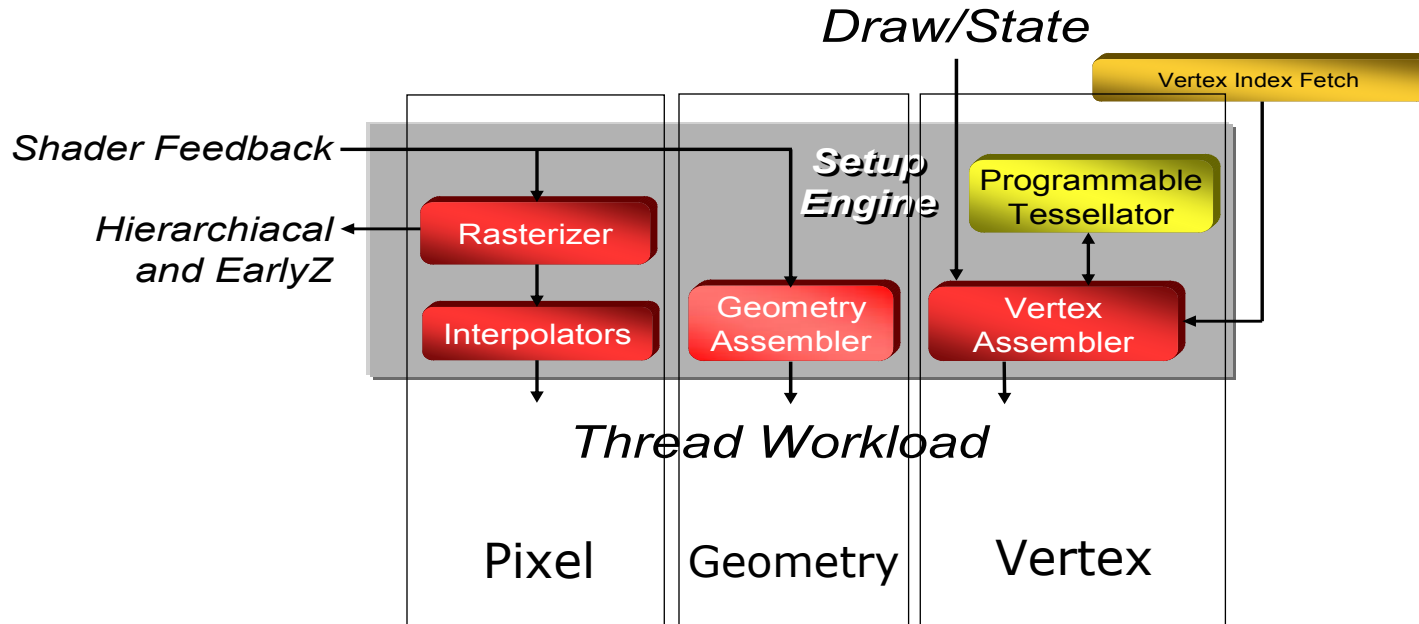 Draw/State
Vertex Index Fetch
Shader Feedback
Setup
Engine
Programmable
Tessellator
Hierarchiacal
and EarlyZ
Rasterizer
Interpolators
Geometry
Assembler
Vertex
Assembler
Thread Workload
Pixel
Geometry
Vertex